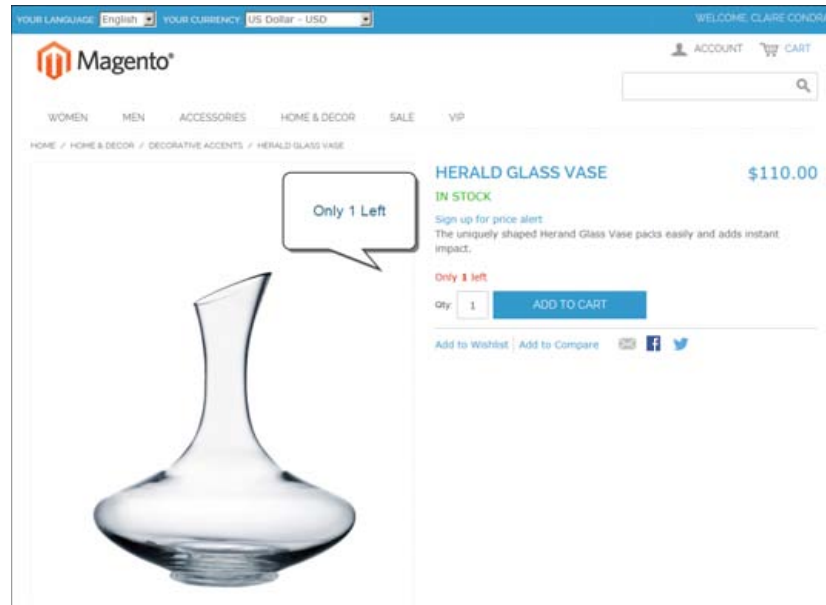 YOUR LANGUAGE: English YOUR CURRENCY: US Dollar - USD WELCOME, CLAIRE CONDRA
Magento®
ACCOUNT CART
WOMEN MEN ACCESSORIES HOME & DECOR SALE VIP
HOME / HOME & DECOR / DECORATIVE ACCENTS / HERALD GLASS VASE
HERALD GLASS VASE $110.00
IN STOCK
Only 1 Left
Sign up for price alert
The uniquely shaped Herand Glass Vase packs easily and adds instant
impact.
Only 1 left
Qty: 1 ADD TO CART
Add to Wishlist Add to Compare